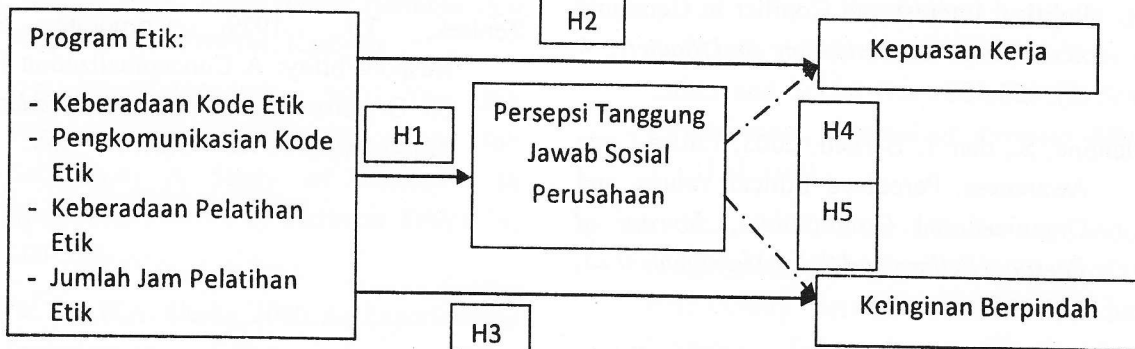 H2
Program Etik:
- Keberadaan Kode Etik
- Pengkomunikasian Kode
Etik
- Keberadaan Pelatihan
Etik
- Jumlah Jam Pelatihan
Etik
H1
Persepsi Tanggung
Jawab Sosial
Perusahaan
Kepuasan Kerja
H4
H5
Keinginan Berpindah
H3